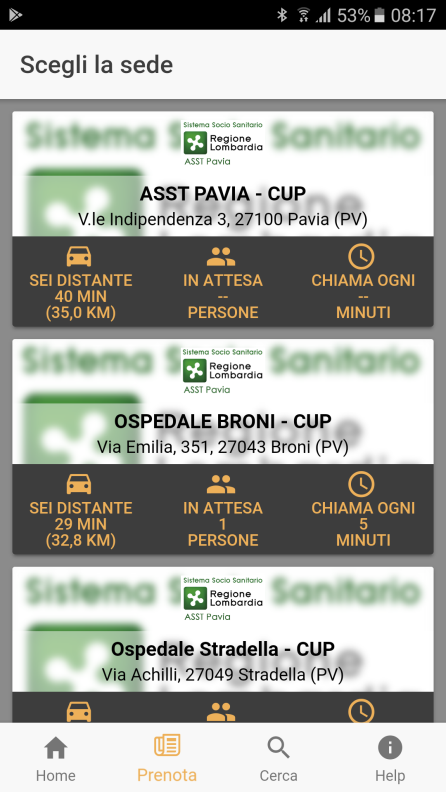 53% 08:17
Scegli la sede
Sistema Socio Sanitario
Sistema Socio Sanitario
Regione
Lombardia
ASST Pavia
ASST PAVIA - CUP
V.le Indipendenza 3, 27100 Pavia (PV)
SEI DISTANTE
40 MIN
(35,0 KM)
IN ATTESA
--
PERSONE
CHIAMA OGNI
--
MINUTI
Sistema Socio Sanitario
Regione
Lombardia
ASST Pavia
OSPEDALE BRONI - CUP
Via Emilia, 351, 27043 Broni (PV)
SEI DISTANTE
29 MIN
(32,8 KM)
IN ATTESA
1
PERSONE
CHIAMA OGNI
5
MINUTI
Sistema Socio Sanitario
Regione
Lombardia
ASST Pavia
Ospedale Stradella - CUP
Via Achilli, 27049 Stradella (PV)
Home
Prenota
Cerca
Help